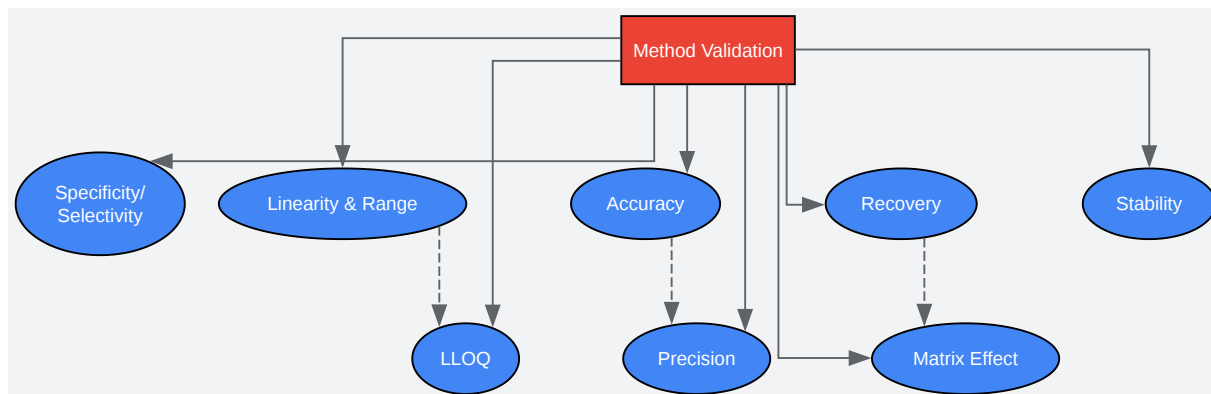 Method Validation
Specificity/
Selectivity
Linearity & Range
Accuracy
Recovery
Stability
LLOQ
Precision
Matrix Effect